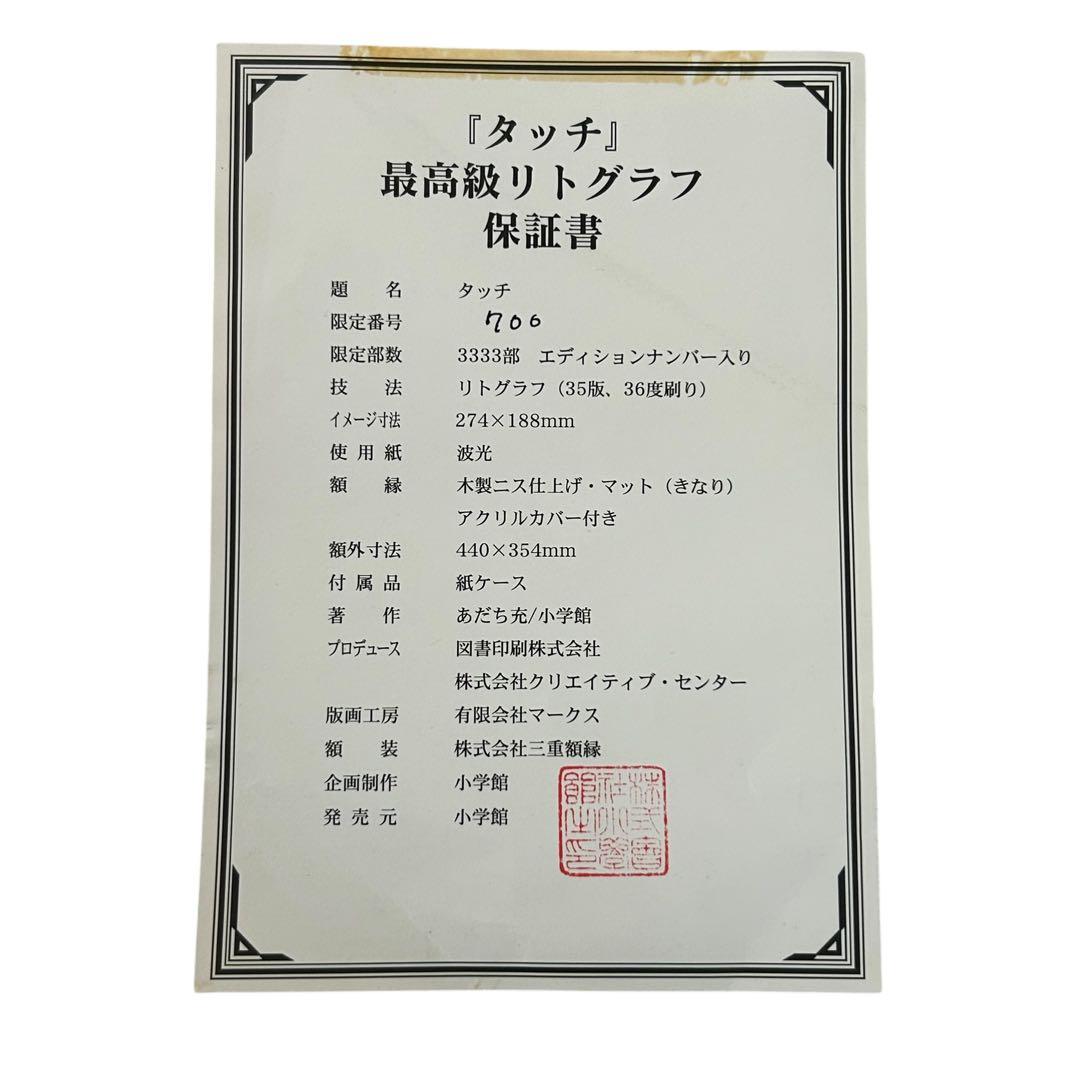 『タッチ』
最高級リトグラフ
保証書
題名 タッチ
限定番号 700
限定部数 3333部 エディションナンバー入り
技法 リトグラフ（35版、36度刷り）
イメージ寸法 274×188mm
使用紙 波光
額縁 木製ニス仕上げ・マット（きなり）
アクリルカバー付き
額外寸法 440×354mm
付属品 紙ケース
著作 あだち充/小学館
プロデュース 図書印刷株式会社
株式会社クリエイティブ・センター
版画工房 有限会社マークス
額装 株式会社三重額縁
企画制作 小学館
発売元 小学館
株式會社小學館之印